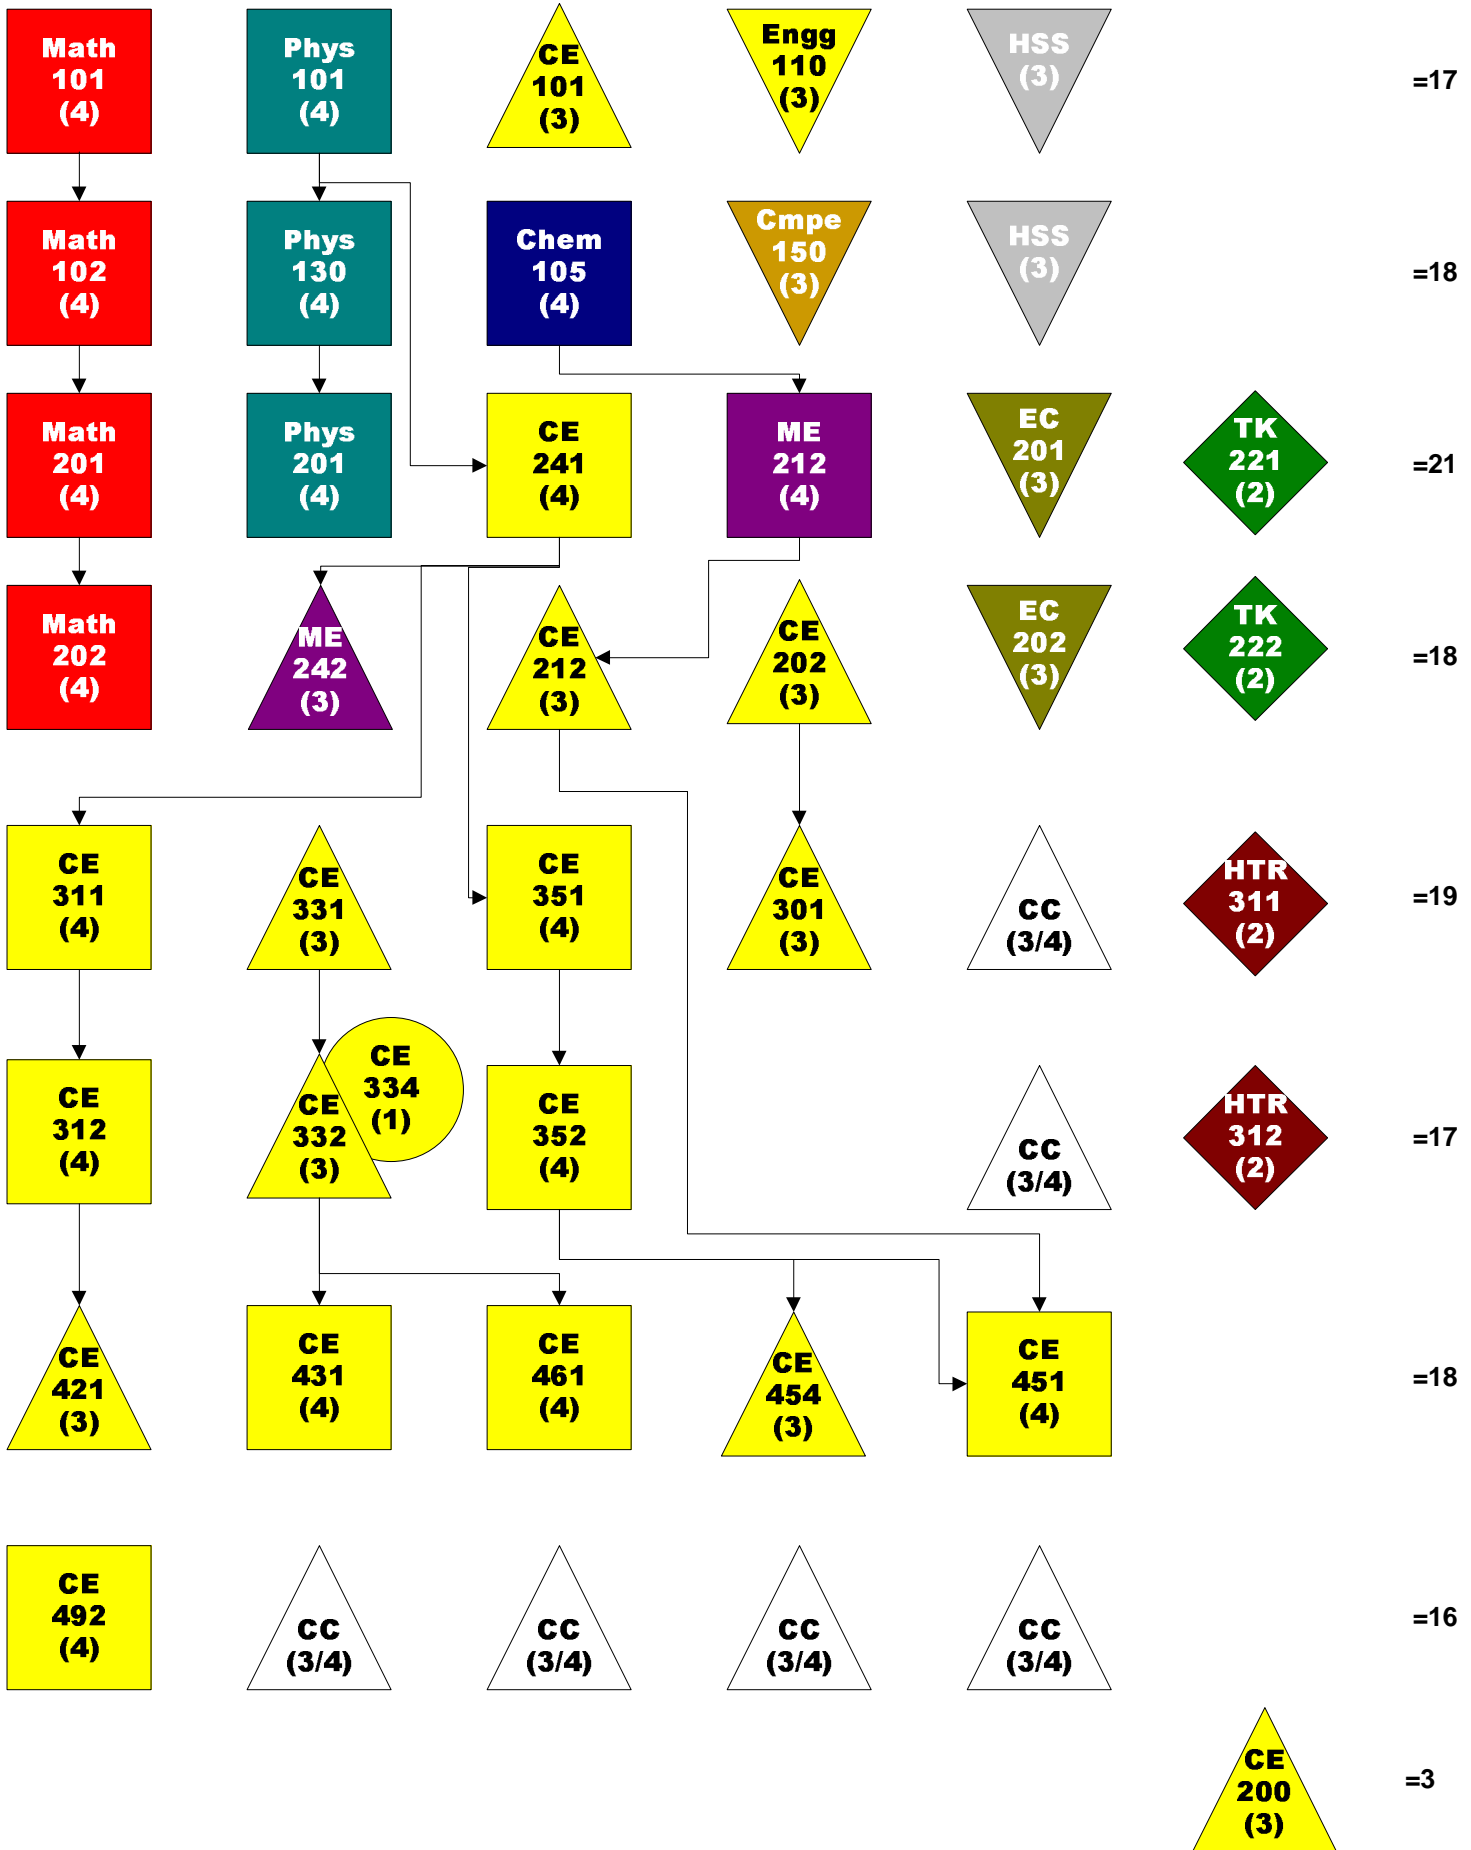 Math
101
(4)
Phys
101
(4)
CE
101
(3)
Engg
110
(3)
HSS
(3)
=17
Math
102
(4)
Phys
130
(4)
Chem
105
(4)
Cmpe
150
(3)
HSS
(3)
=18
Math
201
(4)
Phys
201
(4)
CE
241
(4)
ME
212
(4)
EC
201
(3)
TK
221
(2)
=21
Math
202
(4)
ME
242
(3)
CE
212
(3)
CE
202
(3)
EC
202
(3)
TK
222
(2)
=18
CE
311
(4)
CE
331
(3)
CE
351
(4)
CE
301
(3)
CC
(3/4)
HTR
311
(2)
=19
CE
312
(4)
CE
332
(3)
CE
334
(1)
CE
352
(4)
CC
(3/4)
HTR
312
(2)
=17
CE
421
(3)
CE
431
(4)
CE
461
(4)
CE
454
(3)
CE
451
(4)
=18
CE
492
(4)
CC
(3/4)
CC
(3/4)
CC
(3/4)
CC
(3/4)
=16
CE
200
(3)
=3